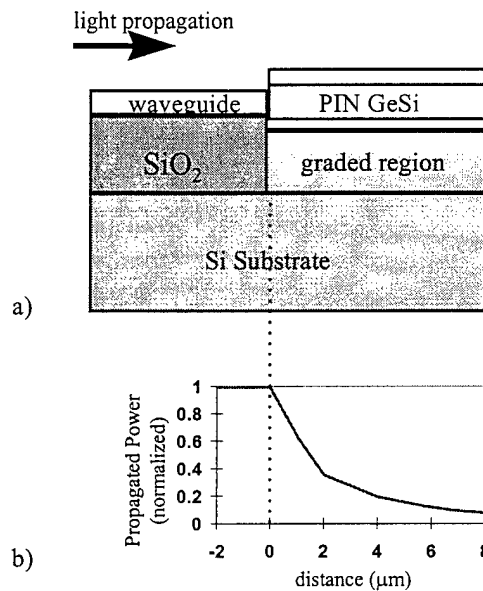 light propagation
waveguide
PIN GeSi
SiO2
graded region
Si Substrate
a)
1
0.8
0.6
0.4
0.2
0
Propagated Power
(normalized)
-2 0 2 4 6 8
distance (µm)
b)